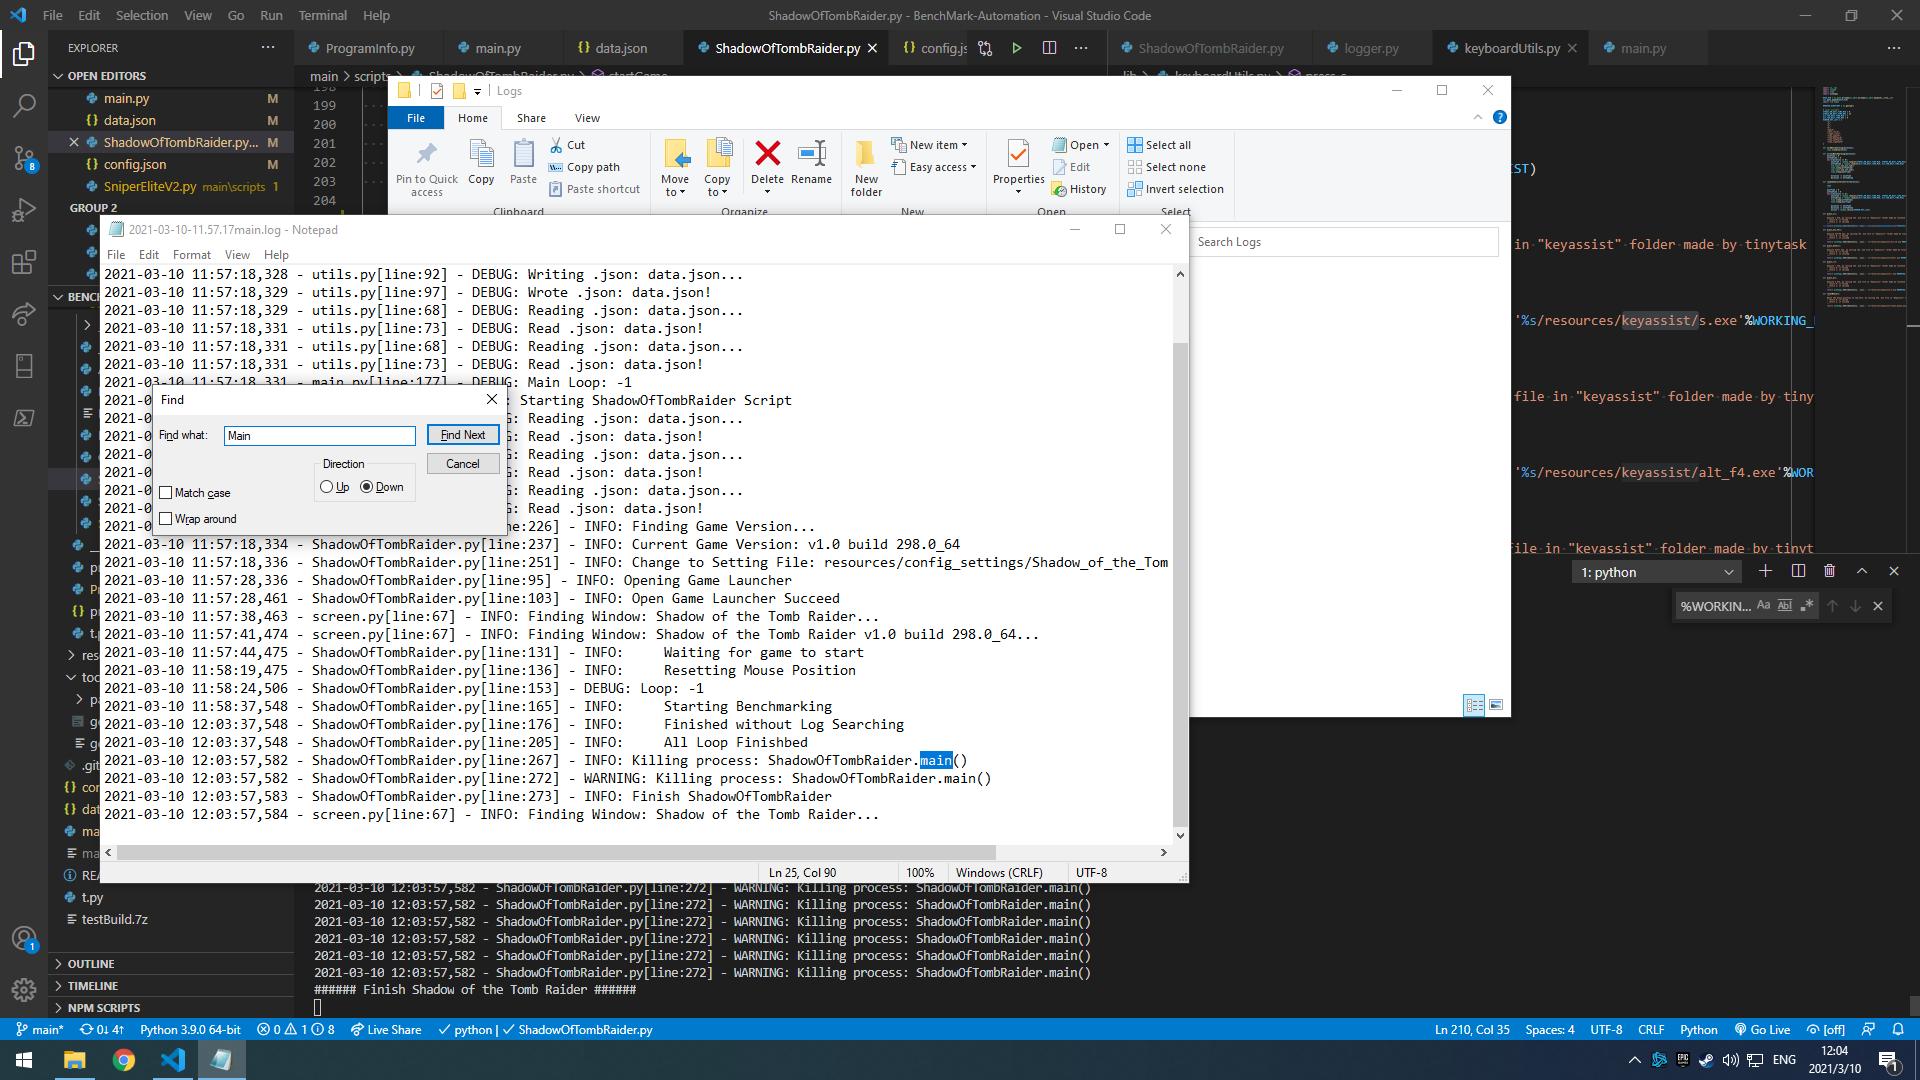 File Edit Selection View Go Run Terminal Help
ShadowOfTombRaider.py - BenchMark-Automation - Visual Studio Code
EXPLORER
ProgramInfo.py
main.py
data.json
ShadowOfTombRaider.py
config.js
ShadowOfTombRaider.py
logger.py
keyboardUtils.py
main.py
OPEN EDITORS
main > scripts
main.py M
data.json M
ShadowOfTombRaider.py... M
config.json M
SniperEliteV2.py main\scripts 1
GROUP 2
199
200
201
202
203
204
Logs
File Home Share View
Pin to Quick access
Copy
Paste
Cut
Copy path
Paste shortcut
Move to
Copy to
Delete
Rename
New folder
New item
Easy access
Properties
Open
Edit
History
Select all
Select none
Invert selection
Clipboard
Organize
New
Open
Select
Search Logs
IST)
in "keyassist" folder made by tinytask
'%s/resources/keyassist/s.exe'%WORKING_
file in "keyassist" folder made by tiny
'%s/resources/keyassist/alt_f4.exe'%WOR
file in "keyassist" folder made by tinyt
2021-03-10-11.57.17main.log - Notepad
File Edit Format View Help
2021-03-10 11:57:18,328 - utils.py[line:92] - DEBUG: Writing .json: data.json...
2021-03-10 11:57:18,329 - utils.py[line:97] - DEBUG: Wrote .json: data.json!
2021-03-10 11:57:18,329 - utils.py[line:68] - DEBUG: Reading .json: data.json...
2021-03-10 11:57:18,331 - utils.py[line:73] - DEBUG: Read .json: data.json!
2021-03-10 11:57:18,331 - utils.py[line:68] - DEBUG: Reading .json: data.json...
2021-03-10 11:57:18,331 - utils.py[line:73] - DEBUG: Read .json: data.json!
2021-03-10 11:57:18,331 - main.py[line:177] - DEBUG: Main Loop: -1
2021-0 : Starting ShadowOfTombRaider Script
2021-0 G: Reading .json: data.json...
2021-0 G: Read .json: data.json!
2021-0 G: Reading .json: data.json...
2021-0 G: Read .json: data.json!
2021-0 G: Reading .json: data.json...
2021-0 G: Read .json: data.json!
2021-0 ne:226] - INFO: Finding Game Version...
2021-03-10 11:57:18,334 - ShadowOfTombRaider.py[line:237] - INFO: Current Game Version: v1.0 build 298.0_64
2021-03-10 11:57:18,336 - ShadowOfTombRaider.py[line:251] - INFO: Change to Setting File: resources/config_settings/Shadow_of_the_Tom
2021-03-10 11:57:28,336 - ShadowOfTombRaider.py[line:95] - INFO: Opening Game Launcher
2021-03-10 11:57:28,461 - ShadowOfTombRaider.py[line:103] - INFO: Open Game Launcher Succeed
2021-03-10 11:57:38,463 - screen.py[line:67] - INFO: Finding Window: Shadow of the Tomb Raider...
2021-03-10 11:57:41,474 - screen.py[line:67] - INFO: Finding Window: Shadow of the Tomb Raider v1.0 build 298.0_64...
2021-03-10 11:57:44,475 - ShadowOfTombRaider.py[line:131] - INFO: Waiting for game to start
2021-03-10 11:58:19,475 - ShadowOfTombRaider.py[line:136] - INFO: Resetting Mouse Position
2021-03-10 11:58:24,506 - ShadowOfTombRaider.py[line:153] - DEBUG: Loop: -1
2021-03-10 11:58:37,548 - ShadowOfTombRaider.py[line:165] - INFO: Starting Benchmarking
2021-03-10 12:03:37,548 - ShadowOfTombRaider.py[line:176] - INFO: Finished without Log Searching
2021-03-10 12:03:37,548 - ShadowOfTombRaider.py[line:205] - INFO: All Loop Finishbed
2021-03-10 12:03:57,582 - ShadowOfTombRaider.py[line:267] - INFO: Killing process: ShadowOfTombRaider.main()
2021-03-10 12:03:57,582 - ShadowOfTombRaider.py[line:272] - WARNING: Killing process: ShadowOfTombRaider.main()
2021-03-10 12:03:57,583 - ShadowOfTombRaider.py[line:273] - INFO: Finish ShadowOfTombRaider
2021-03-10 12:03:57,584 - screen.py[line:67] - INFO: Finding Window: Shadow of the Tomb Raider...
Ln 25, Col 90 100% Windows (CRLF) UTF-8
Find
Find what: Main
Find Next
Cancel
Direction
Up Down
Match case
Wrap around
BENC
res
too
p
ge
ge
.git
con
dat
ma
ma
REA
t.py
testBuild.7z
OUTLINE
TIMELINE
NPM SCRIPTS
1: python
%WORKIN...
2021-03-10 12:03:57,582 - ShadowOfTombRaider.py[line:272] - WARNING: Killing process: ShadowOfTombRaider.main()
2021-03-10 12:03:57,582 - ShadowOfTombRaider.py[line:272] - WARNING: Killing process: ShadowOfTombRaider.main()
2021-03-10 12:03:57,582 - ShadowOfTombRaider.py[line:272] - WARNING: Killing process: ShadowOfTombRaider.main()
2021-03-10 12:03:57,582 - ShadowOfTombRaider.py[line:272] - WARNING: Killing process: ShadowOfTombRaider.main()
2021-03-10 12:03:57,582 - ShadowOfTombRaider.py[line:272] - WARNING: Killing process: ShadowOfTombRaider.main()
2021-03-10 12:03:57,582 - ShadowOfTombRaider.py[line:272] - WARNING: Killing process: ShadowOfTombRaider.main()
###### Finish Shadow of the Tomb Raider ######
main* 0↓ 4↑ Python 3.9.0 64-bit 0 1 8 Live Share python | ShadowOfTombRaider.py
Ln 210, Col 35 Spaces: 4 UTF-8 CRLF Python Go Live [off]
ENG
12:04
2021/3/10